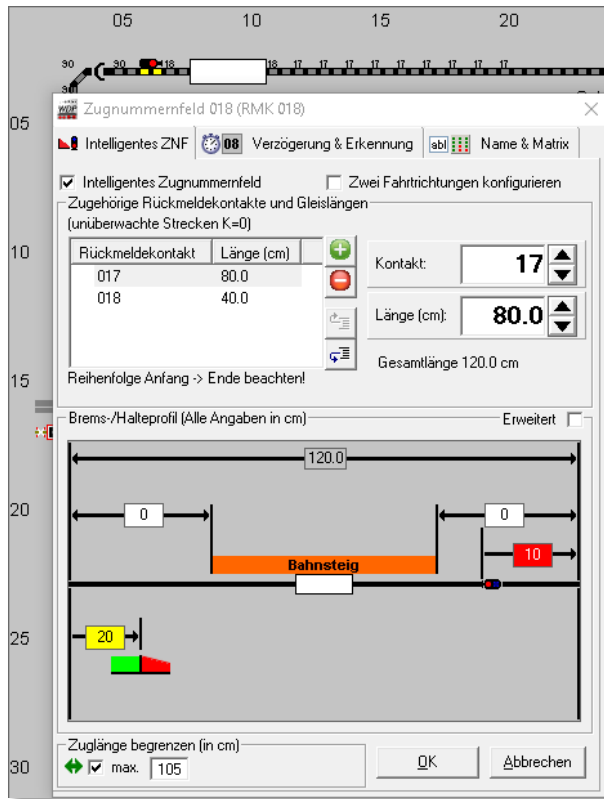 05 10 15 20
30 30 18 18 17 17 17 17 17 17 17 17
30
05
WDP Zugnummernfeld 018 (RMK 018)
Intelligentes ZNF 08 Verzögerung & Erkennung abl Name & Matrix
Intelligentes Zugnummernfeld Zwei Fahrtrichtungen konfigurieren
Zugehörige Rückmeldekontakte und Gleislängen
(unüberwachte Strecken K=0)
10
Rückmeldekontakt Länge (cm)
017 80.0
018 40.0
Kontakt: 17
Länge (cm): 80.0
Gesamtlänge 120.0 cm
15
Reihenfolge Anfang -> Ende beachten!
Brems-/Halteprofil (Alle Angaben in cm) Erweitert
120.0
20
0 0
10
Bahnsteig
25
20
Zuglänge begrenzen (in cm)
30
max. 105
OK Abbrechen